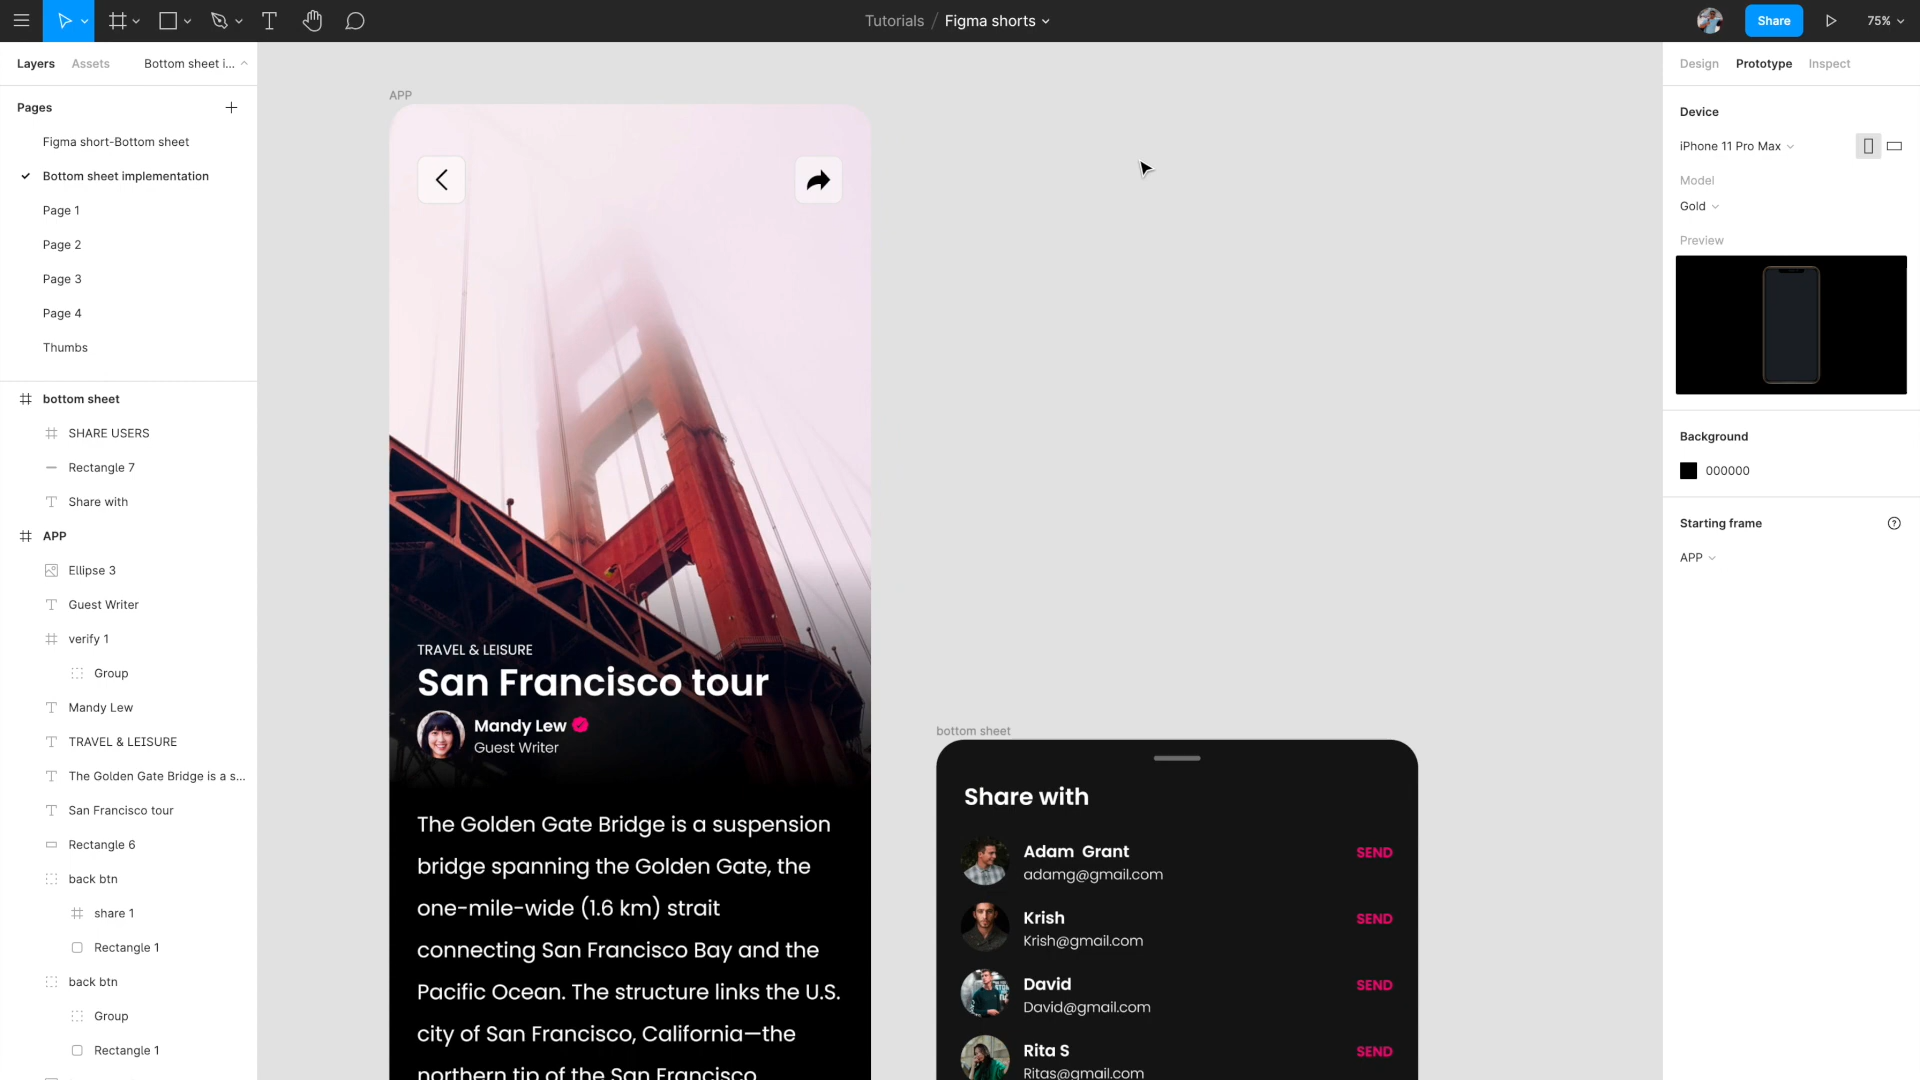 Tutorials / Figma shorts
Share
75%
Layers
Assets
Bottom sheet i...
Pages
Figma short-Bottom sheet
Bottom sheet implementation
Page 1
Page 2
Page 3
Page 4
Thumbs
bottom sheet
SHARE USERS
Rectangle 7
Share with
APP
Ellipse 3
Guest Writer
verify 1
Group
Mandy Lew
TRAVEL & LEISURE
The Golden Gate Bridge is a s...
San Francisco tour
Rectangle 6
back btn
share 1
Rectangle 1
back btn
Group
Rectangle 1
APP
TRAVEL & LEISURE
San Francisco tour
Mandy Lew
Guest Writer
The Golden Gate Bridge is a suspension
bridge spanning the Golden Gate, the
one-mile-wide (1.6 km) strait
connecting San Francisco Bay and the
Pacific Ocean. The structure links the U.S.
city of San Francisco, California—the
northern tip of the San Francisco
bottom sheet
Share with
Adam Grant
adamg@gmail.com
SEND
Krish
Krish@gmail.com
SEND
David
David@gmail.com
SEND
Rita S
Ritas@gmail.com
SEND
Design
Prototype
Inspect
Device
iPhone 11 Pro Max
Model
Gold
Preview
Background
000000
Starting frame
APP